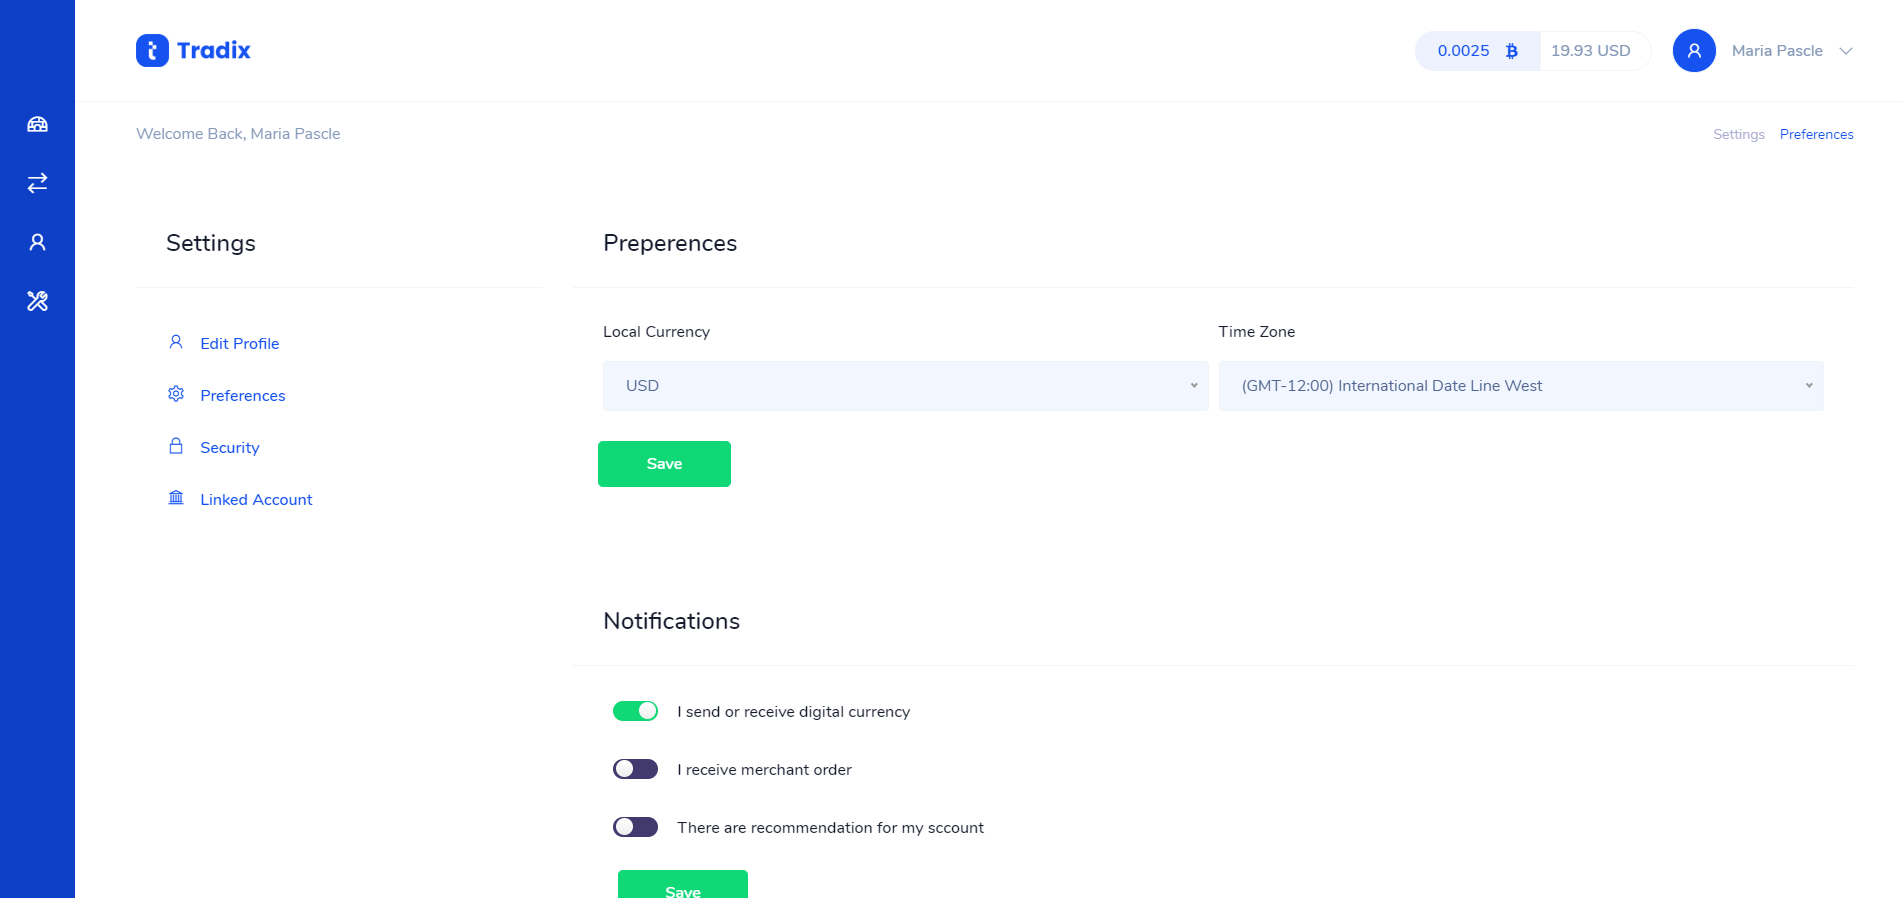 Tradix
0.0025 19.93 USD
Maria Pascle
Welcome Back, Maria Pascle
Settings Preferences
Settings
Edit Profile
Preferences
Security
Linked Account
Preperences
Local Currency
USD
Time Zone
(GMT-12:00) International Date Line West
Save
Notifications
I send or receive digital currency
I receive merchant order
There are recommendation for my sccount
Save